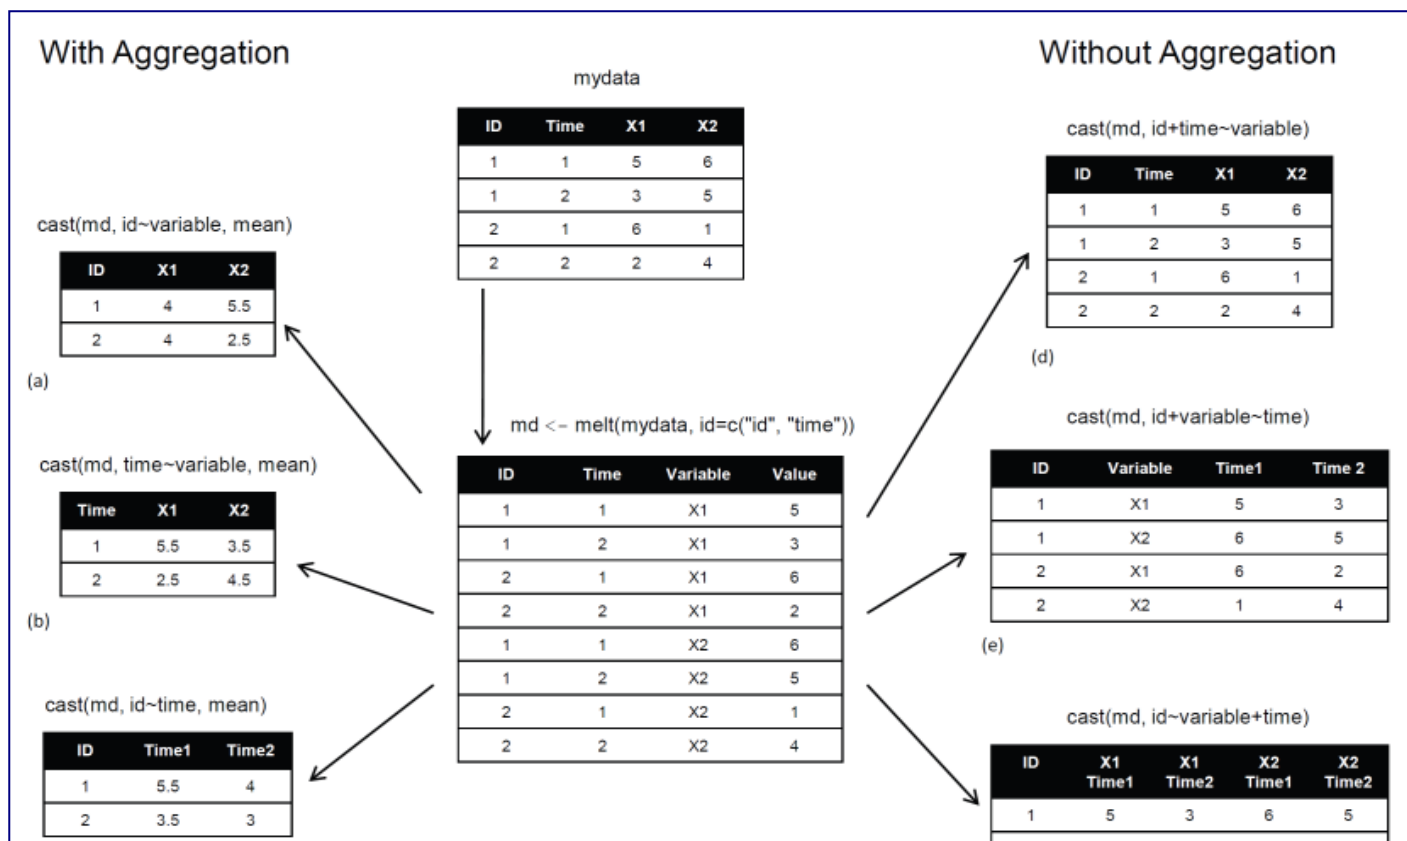 With Aggregation
Without Aggregation
mydata
ID Time X1 X2
1 1 5 6
1 2 3 5
2 1 6 1
2 2 2 4
cast(md, id~variable, mean)
ID X1 X2
1 4 5.5
2 4 2.5
(a)
cast(md, time~variable, mean)
Time X1 X2
1 5.5 3.5
2 2.5 4.5
(b)
cast(md, id~time, mean)
ID Time1 Time2
1 5.5 4
2 3.5 3
md <- melt(mydata, id=c("id", "time"))
ID Time Variable Value
1 1 X1 5
1 2 X1 3
2 1 X1 6
2 2 X1 2
1 1 X2 6
1 2 X2 5
2 1 X2 1
2 2 X2 4
cast(md, id+time~variable)
ID Time X1 X2
1 1 5 6
1 2 3 5
2 1 6 1
2 2 2 4
(d)
cast(md, id+variable~time)
ID Variable Time1 Time 2
1 X1 5 3
1 X2 6 5
2 X1 6 2
2 X2 1 4
(e)
cast(md, id~variable+time)
ID X1 X1 X2 X2
Time1 Time2 Time1 Time2
1 5 3 6 5